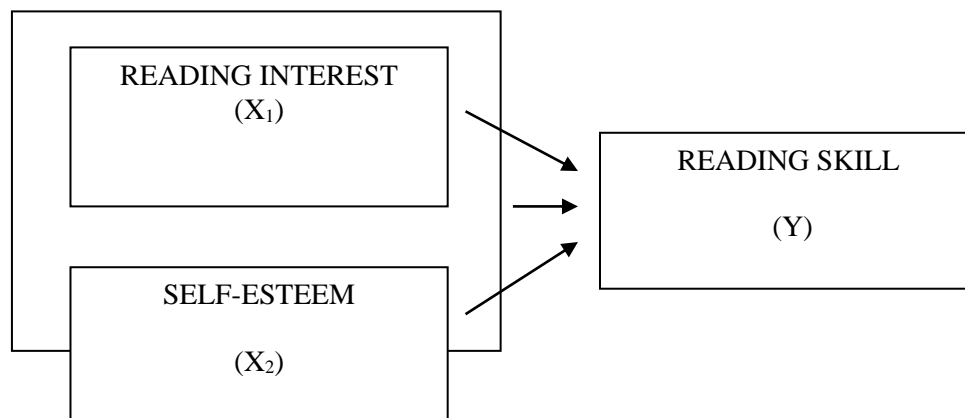 READING INTEREST
(X₁)
READING SKILL
(Y)
SELF-ESTEEM
(X₂)